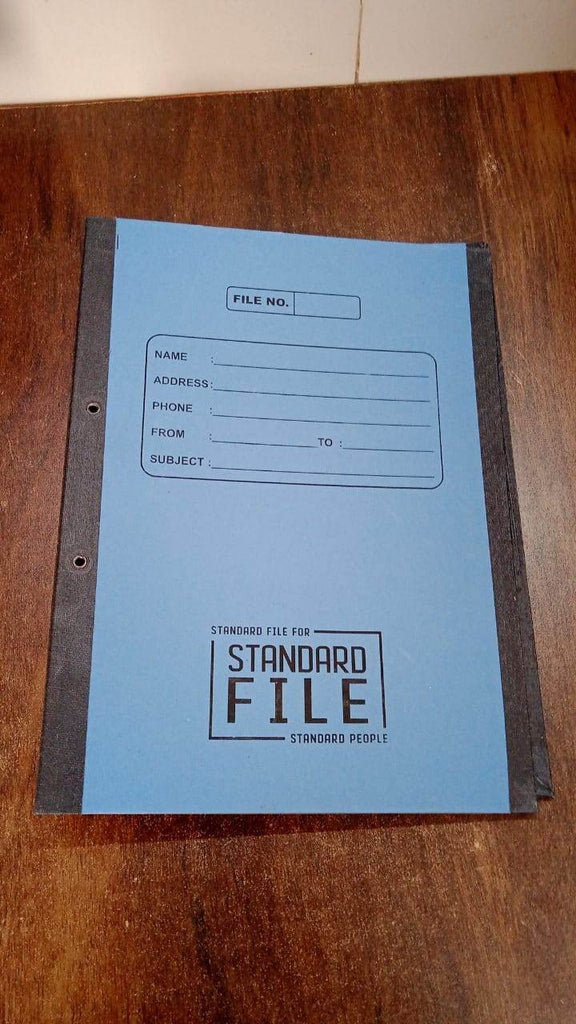 FILE NO.
NAME :
ADDRESS:
PHONE :
FROM : TO :
SUBJECT :
STANDARD FILE FOR
STANDARD
FILE
STANDARD PEOPLE